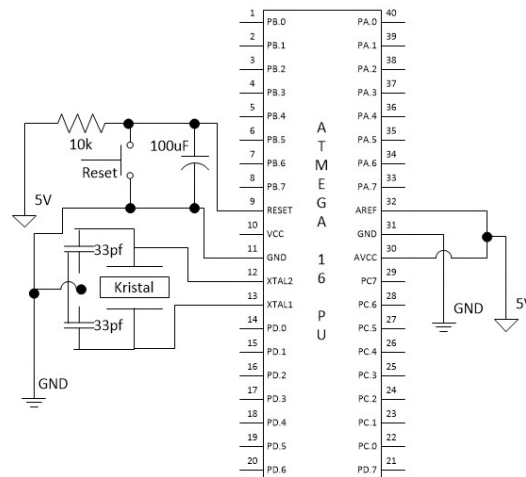 1 PB.0 PA.0 40
2 PB.1 PA.1 39
3 PB.2 PA.2 38
4 PB.3 PA.3 37
5 PB.4 PA.4 36
6 PB.5 PA.5 35
7 PB.6 PA.6 34
8 PB.7 PA.7 33
9 RESET AREF 32
10 VCC GND 31
11 GND AVCC 30
12 XTAL2 PC7 29
13 XTAL1 PC.6 28
14 PD.0 PC.5 27
15 PD.1 PC.4 26
16 PD.2 PC.3 25
17 PD.3 PC.2 24
18 PD.4 PC.1 23
19 PD.5 PC.0 22
20 PD.6 PD.7 21
ATMEGA 16 PU
10k
Reset
100uF
5V
33pf
Kristal
33pf
GND
GND
5V